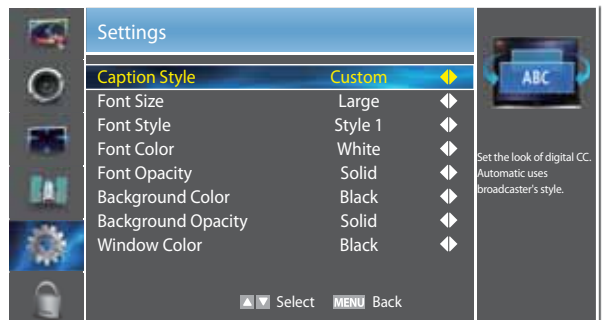 Settings
Caption Style Custom
Font Size Large
Font Style Style 1
Font Color White
Font Opacity Solid
Background Color Black
Background Opacity Solid
Window Color Black
Select MENU Back
ABC
Set the look of digital CC.
Automatic uses
broadcaster's style.